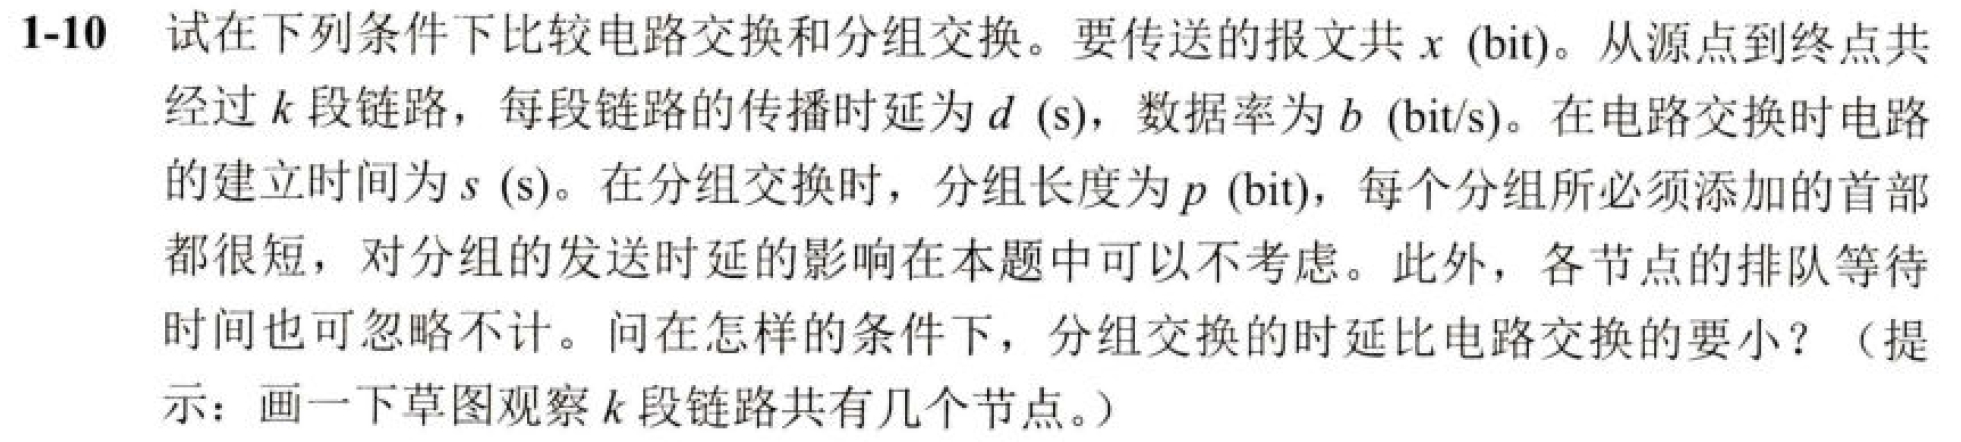 1-10 试在下列条件下比较电路交换和分组交换。要传送的报文共 x (bit)。从源点到终点共
经过 k 段链路，每段链路的传播时延为 d (s)，数据率为 b (bit/s)。在电路交换时电路
的建立时间为 s (s)。在分组交换时，分组长度为 p (bit)，每个分组所必须添加的首部
都很短，对分组的发送时延的影响在本题中可以不考虑。此外，各节点的排队等待
时间也可忽略不计。问在怎样的条件下，分组交换的时延比电路交换的要小？（提
示：画一下草图观察 k 段链路共有几个节点。）